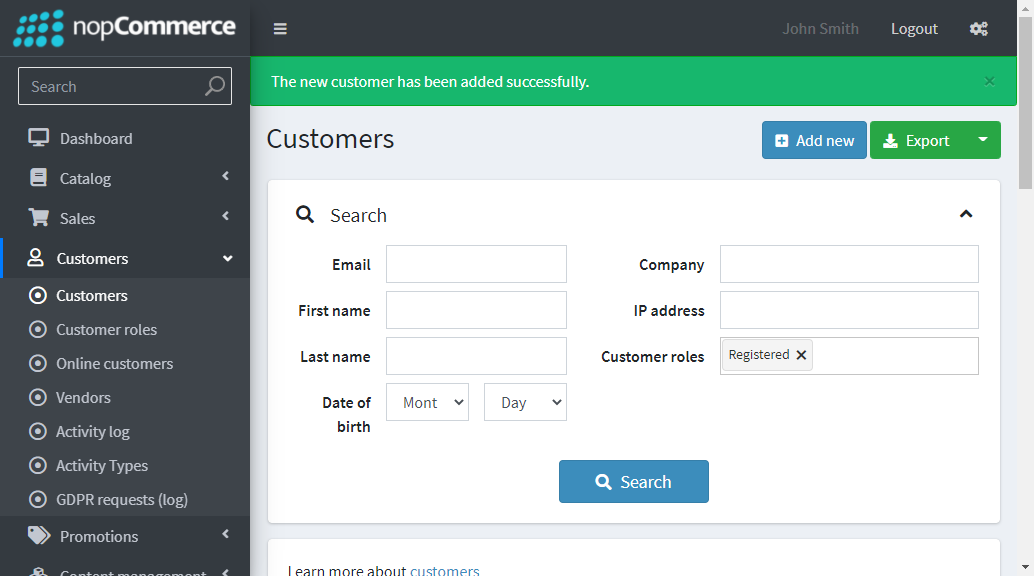 nopCommerce
John Smith
Logout
Search
The new customer has been added successfully.
×
Dashboard
Catalog
Sales
Customers
Customers
Customer roles
Online customers
Vendors
Activity log
Activity Types
GDPR requests (log)
Promotions
Content management
Customers
Add new
Export
Search
Email
Company
First name
IP address
Last name
Customer roles
Registered ×
Date of birth
Mont
Day
Search
Learn more about customers